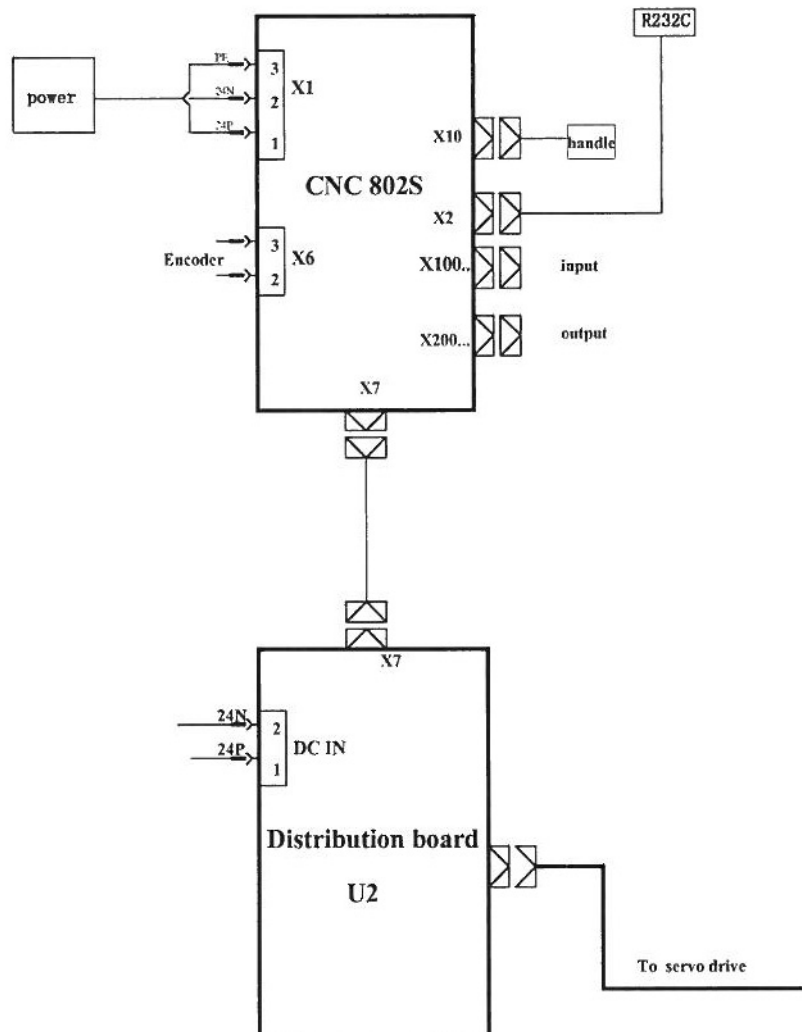 R232C
power
PE
3
X1
24N
2
24P
1
X10
handle
CNC 802S
X2
3
X6
Encoder
2
X100..
input
X200...
output
X7
X7
24N
2
DC IN
24P
1
Distribution board
U2
To servo drive